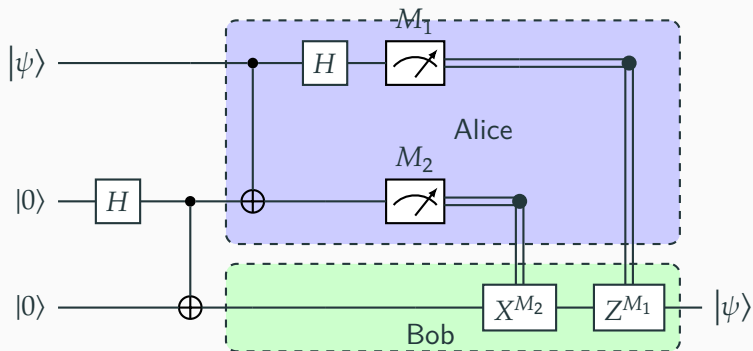 M₁
|ψ⟩ H
Alice
M₂
|0⟩ H
|0⟩ X^{M₂} Z^{M₁} |ψ⟩
Bob